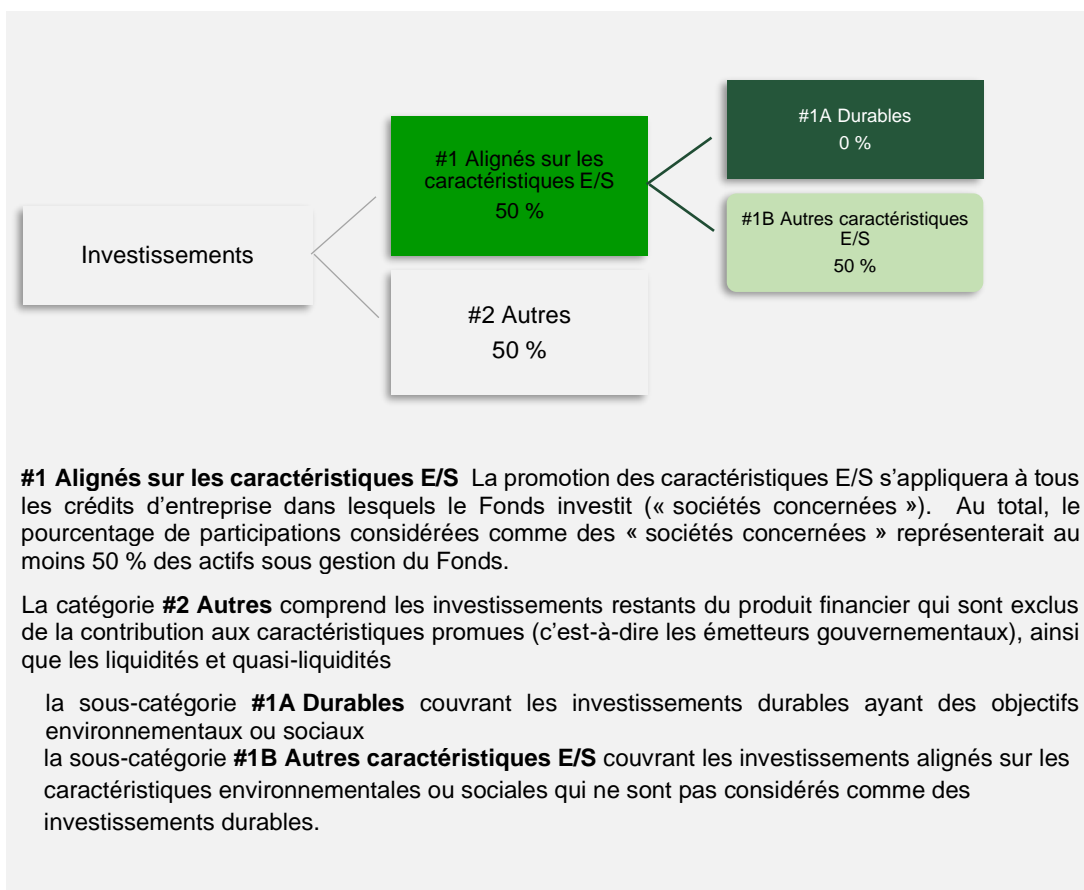 #1A Durables
0 %
#1 Alignés sur les
caractéristiques E/S
50 %
#1B Autres caractéristiques
E/S
50 %
Investissements
#2 Autres
50 %
#1 Alignés sur les caractéristiques E/S La promotion des caractéristiques E/S s’appliquera à tous
les crédits d’entreprise dans lesquels le Fonds investit (« sociétés concernées »). Au total, le
pourcentage de participations considérées comme des « sociétés concernées » représenterait au
moins 50 % des actifs sous gestion du Fonds.
La catégorie #2 Autres comprend les investissements restants du produit financier qui sont exclus
de la contribution aux caractéristiques promues (c’est-à-dire les émetteurs gouvernementaux), ainsi
que les liquidités et quasi-liquidités
la sous-catégorie #1A Durables couvrant les investissements durables ayant des objectifs
environnementaux ou sociaux
la sous-catégorie #1B Autres caractéristiques E/S couvrant les investissements alignés sur les
caractéristiques environnementales ou sociales qui ne sont pas considérés comme des
investissements durables.